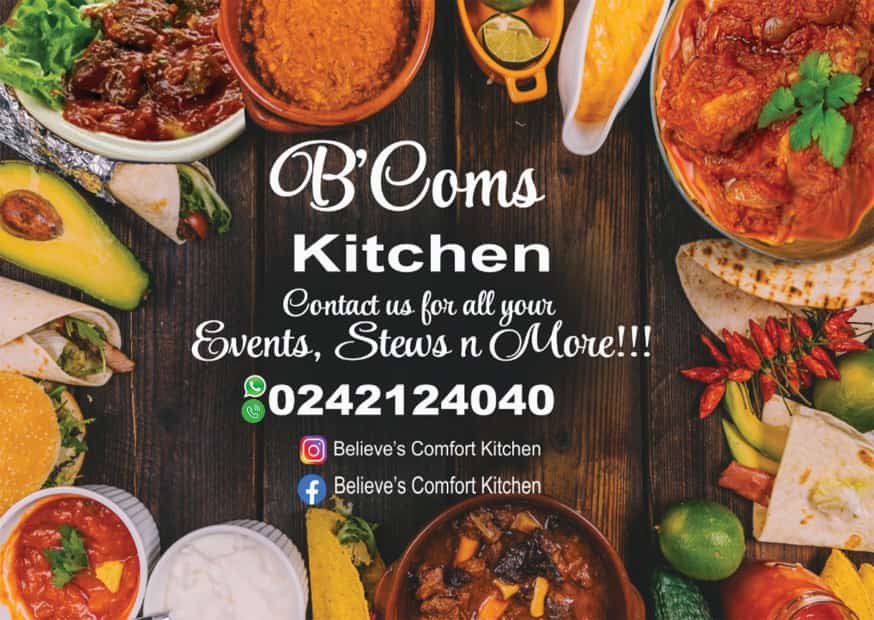 B'Coms
Kitchen
Contact us for all your
Events, Stews n More!!!
0242124040
Believe's Comfort Kitchen
Believe's Comfort Kitchen